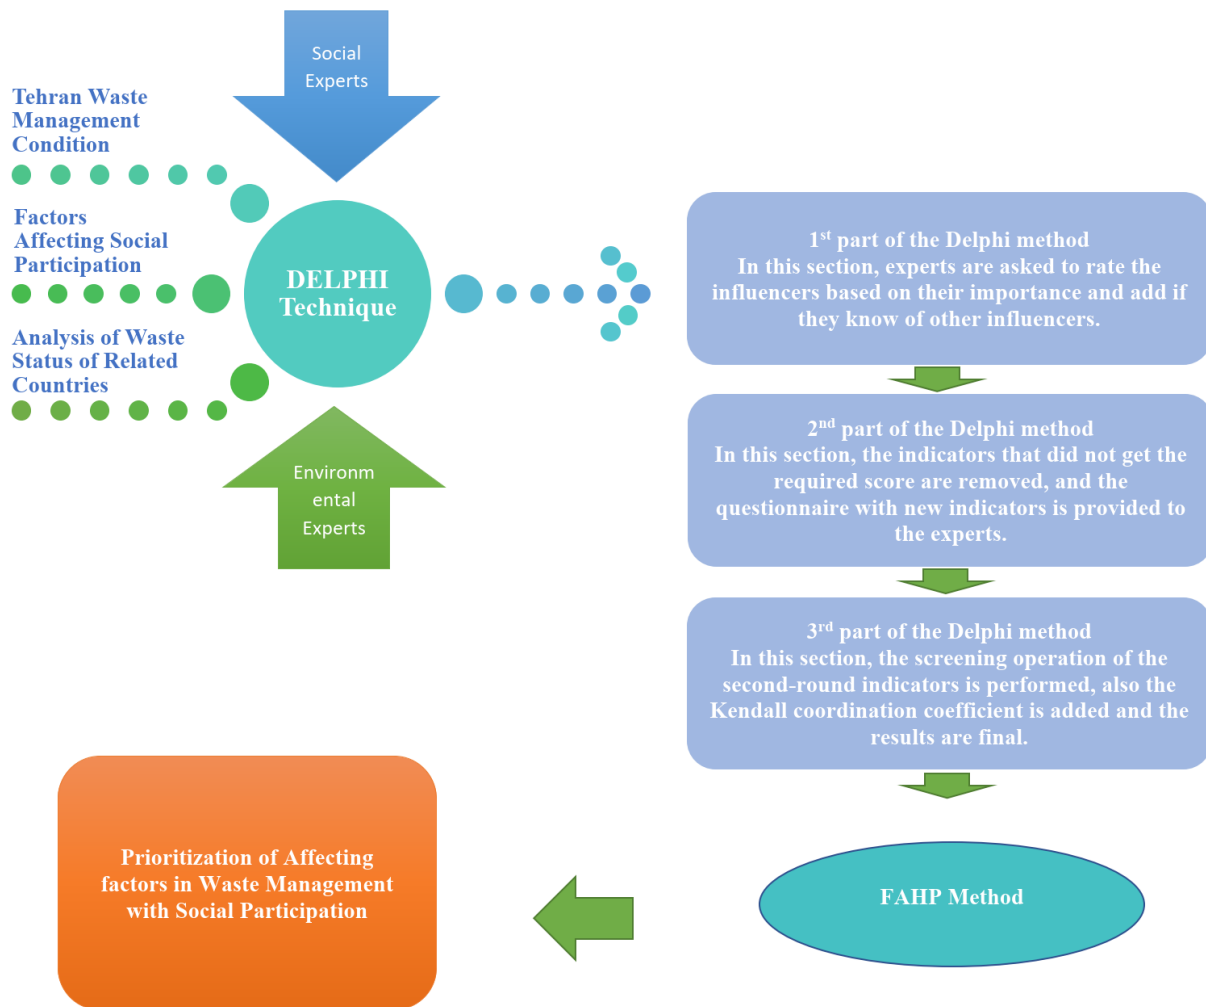 Social
Experts
Tehran Waste
Management
Condition
Factors
Affecting Social
Participation
Analysis of Waste
Status of Related
Countries
DELPHI
Technique
Environm
ental
Experts
1st part of the Delphi method
In this section, experts are asked to rate the
influencers based on their importance and add if
they know of other influencers.
2nd part of the Delphi method
In this section, the indicators that did not get the
required score are removed, and the
questionnaire with new indicators is provided to
the experts.
3rd part of the Delphi method
In this section, the screening operation of the
second-round indicators is performed, also the
Kendall coordination coefficient is added and the
results are final.
FAHP Method
Prioritization of Affecting
factors in Waste Management
with Social Participation